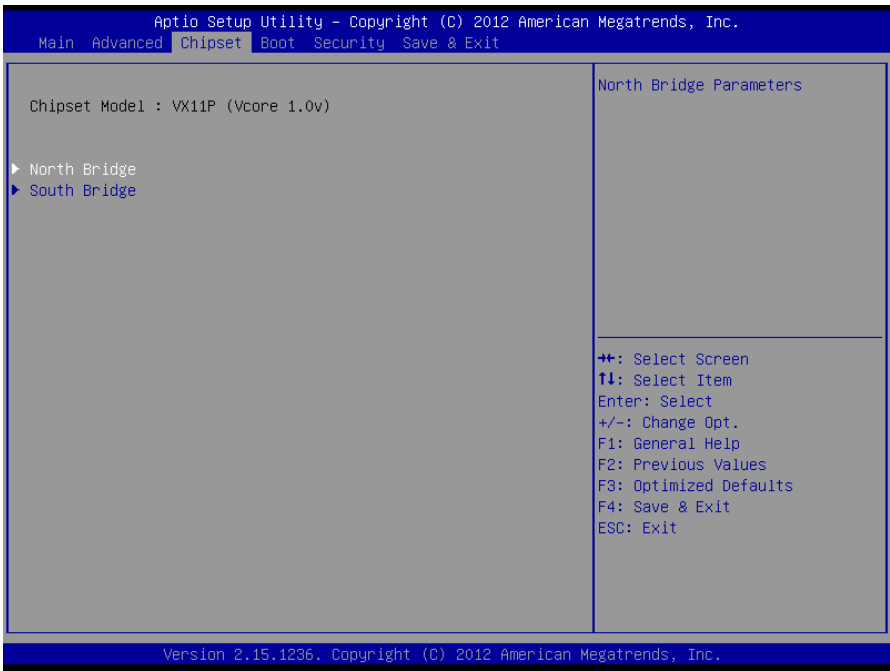 Aptio Setup Utility – Copyright (C) 2012 American Megatrends, Inc.
Main Advanced Chipset Boot Security Save & Exit
Chipset Model : VX11P (Vcore 1.0v)
▶ North Bridge
▶ South Bridge
North Bridge Parameters
→←: Select Screen
↑↓: Select Item
Enter: Select
+/-: Change Opt.
F1: General Help
F2: Previous Values
F3: Optimized Defaults
F4: Save & Exit
ESC: Exit
Version 2.15.1236. Copyright (C) 2012 American Megatrends, Inc.